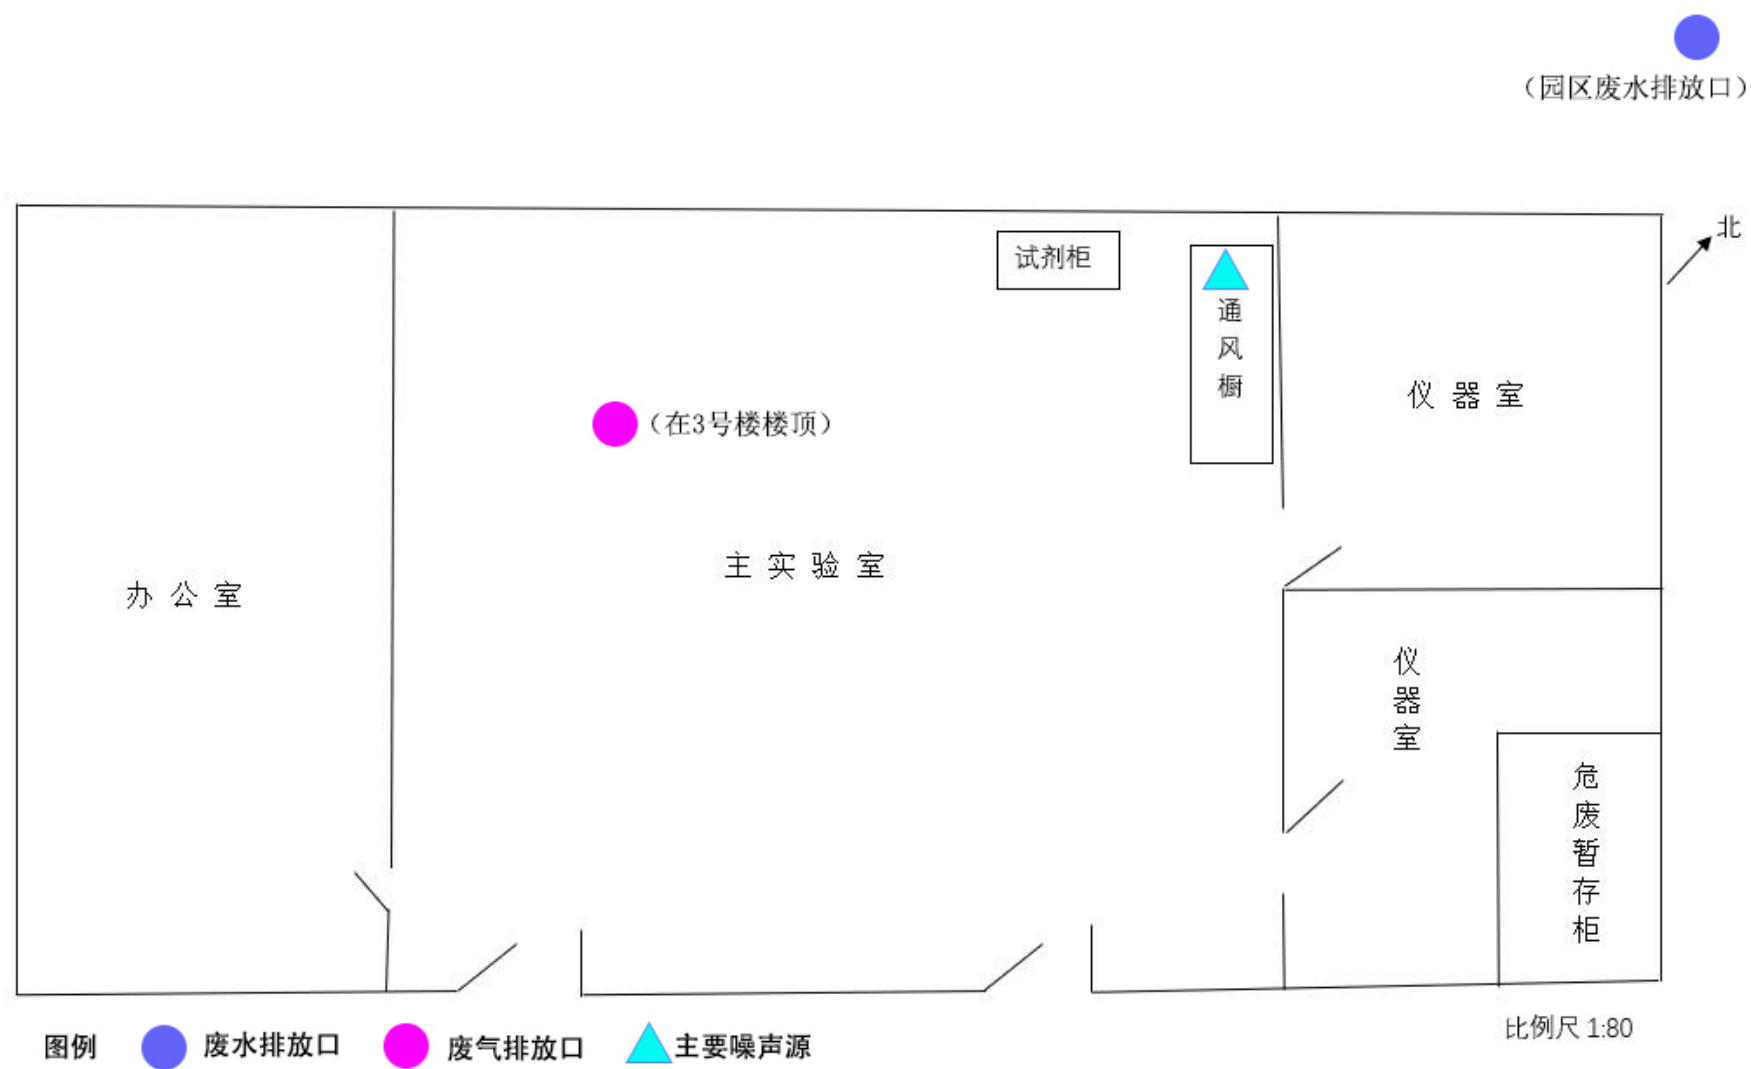 （园区废水排放口）
北
试剂柜
通风橱
仪器室
（在3号楼楼顶）
主实验室
办公室
仪器室
危废暂存柜
比例尺 1:80
图例 废水排放口 废气排放口 主要噪声源